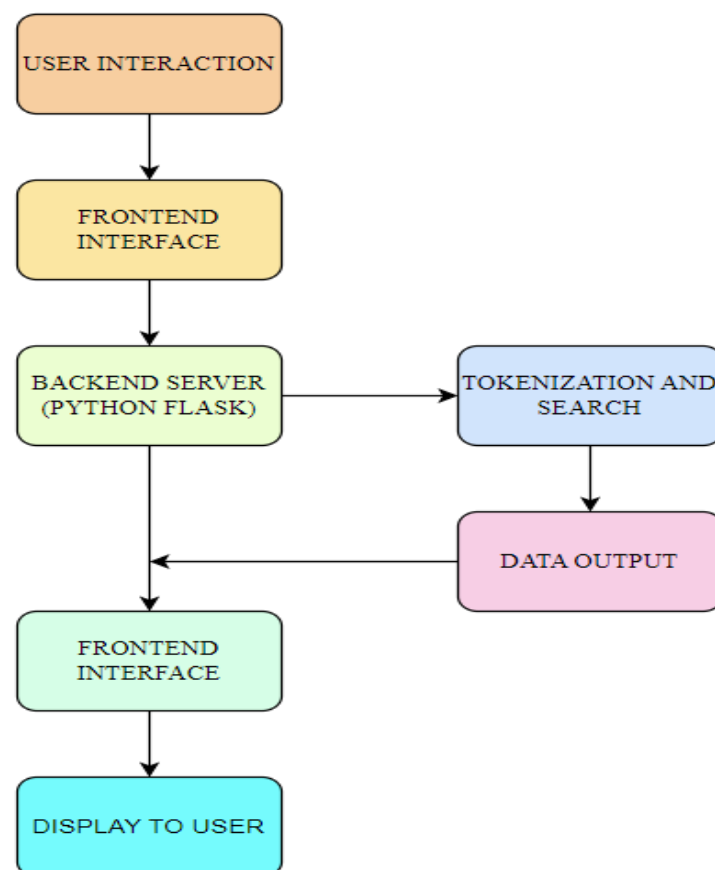 USER INTERACTION
FRONTEND
INTERFACE
BACKEND SERVER
(PYTHON FLASK)
TOKENIZATION AND
SEARCH
DATA OUTPUT
FRONTEND
INTERFACE
DISPLAY TO USER